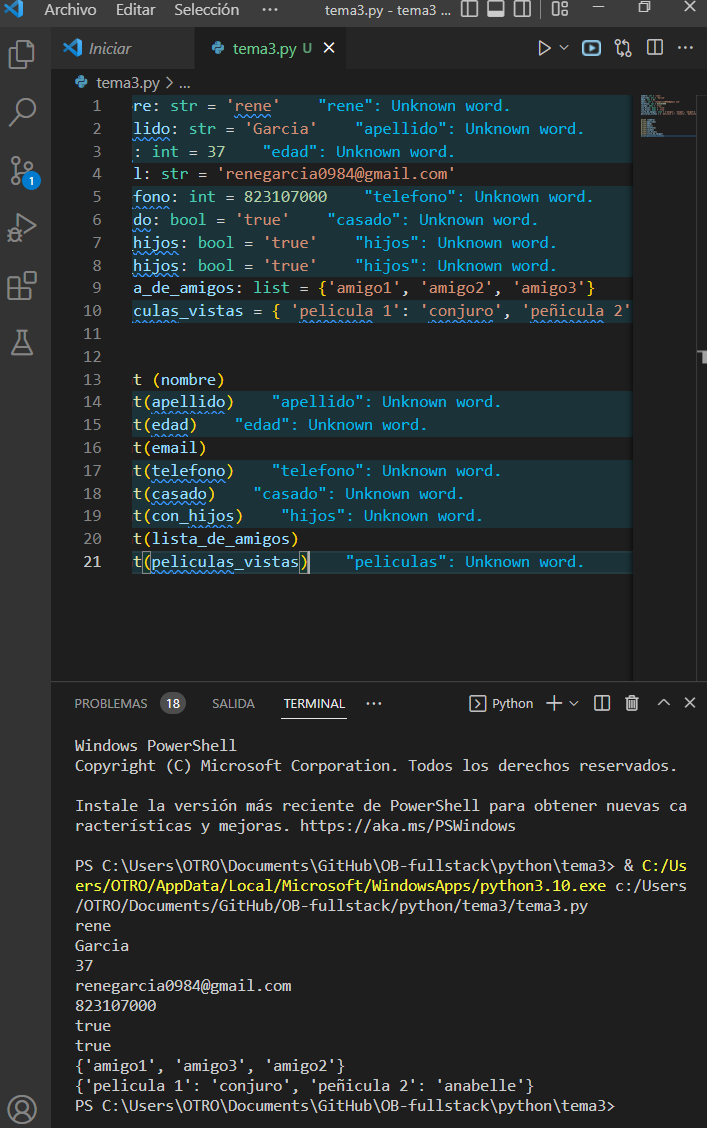 Archivo Editar Selección ··· tema3.py - tema3 ...
Iniciar tema3.py U
tema3.py > ...
1 re: str = 'rene' "rene": Unknown word.
2 lido: str = 'Garcia' "apellido": Unknown word.
3 : int = 37 "edad": Unknown word.
4 l: str = 'renegarcia0984@gmail.com'
5 fono: int = 823107000 "telefono": Unknown word.
6 do: bool = 'true' "casado": Unknown word.
7 hijos: bool = 'true' "hijos": Unknown word.
8 hijos: bool = 'true' "hijos": Unknown word.
9 a_de_amigos: list = {'amigo1', 'amigo2', 'amigo3'}
10 culas_vistas = { 'pelicula 1': 'conjuro', 'peñicula 2'
11
12
13 t (nombre)
14 t(apellido) "apellido": Unknown word.
15 t(edad) "edad": Unknown word.
16 t(email)
17 t(telefono) "telefono": Unknown word.
18 t(casado) "casado": Unknown word.
19 t(con_hijos) "hijos": Unknown word.
20 t(lista_de_amigos)
21 t(peliculas_vistas) "peliculas": Unknown word.
1
PROBLEMAS 18 SALIDA TERMINAL ··· Python
Windows PowerShell
Copyright (C) Microsoft Corporation. Todos los derechos reservados.
Instale la versión más reciente de PowerShell para obtener nuevas ca
racterísticas y mejoras. https://aka.ms/PSWindows
PS C:\Users\OTRO\Documents\GitHub\OB-fullstack\python\tema3> & C:/Us
ers/OTRO/AppData/Local/Microsoft/WindowsApps/python3.10.exe c:/Users
/OTRO/Documents/GitHub/OB-fullstack/python/tema3/tema3.py
rene
Garcia
37
renegarcia0984@gmail.com
823107000
true
true
{'amigo1', 'amigo3', 'amigo2'}
{'pelicula 1': 'conjuro', 'peñicula 2': 'anabelle'}
PS C:\Users\OTRO\Documents\GitHub\OB-fullstack\python\tema3>